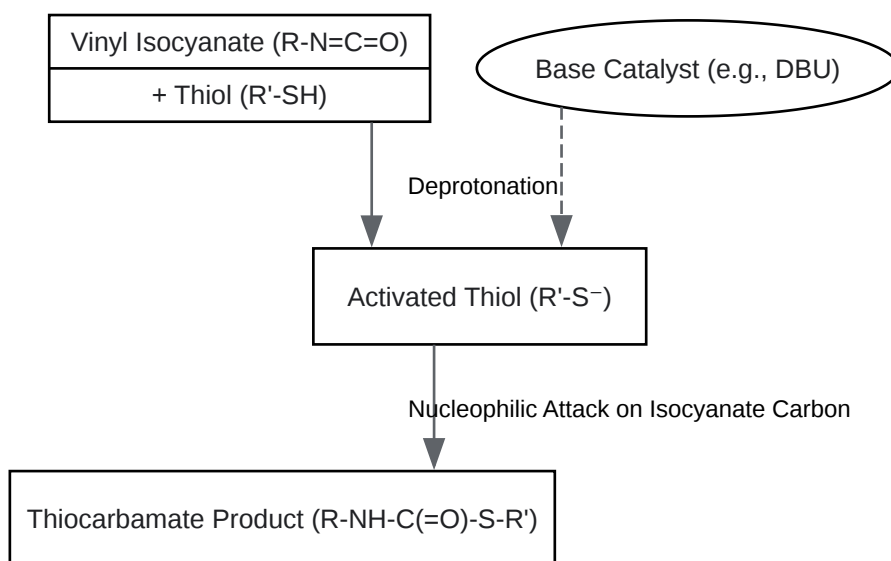 Vinyl Isocyanate (R-N=C=O)
+ Thiol (R'-SH)
Base Catalyst (e.g., DBU)
Deprotonation
Activated Thiol (R'-S⁻)
Nucleophilic Attack on Isocyanate Carbon
Thiocarbamate Product (R-NH-C(=O)-S-R')